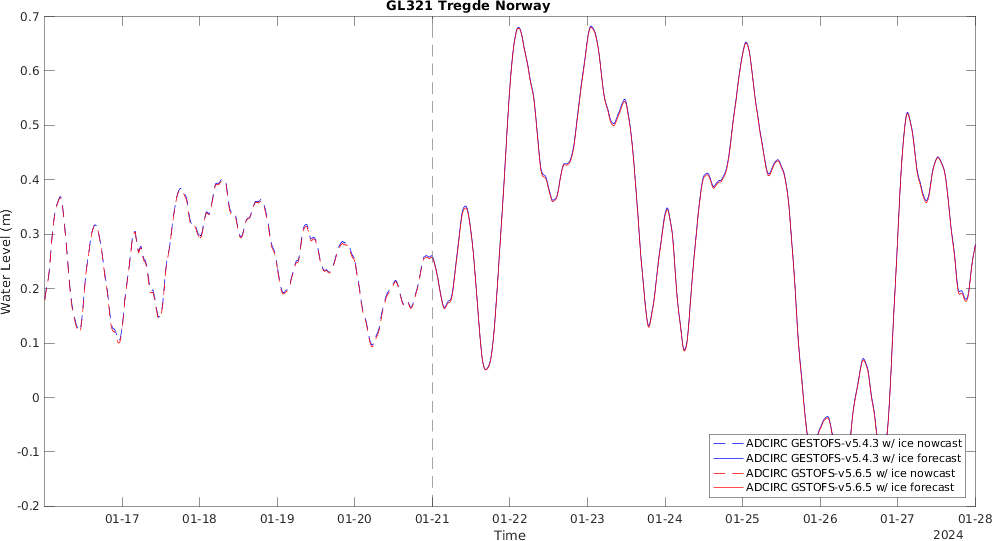 GL321 Tregde Norway
Water Level (m)
0.7
0.6
0.5
0.4
0.3
0.2
0.1
0
-0.1
-0.2
ADCIRC GESTOFS-v5.4.3 w/ ice nowcast
ADCIRC GESTOFS-v5.4.3 w/ ice forecast
ADCIRC GSTOFS-v5.6.5 w/ ice nowcast
ADCIRC GSTOFS-v5.6.5 w/ ice forecast
01-17 01-18 01-19 01-20 01-21 01-22 01-23 01-24 01-25 01-26 01-27 01-28
Time
2024